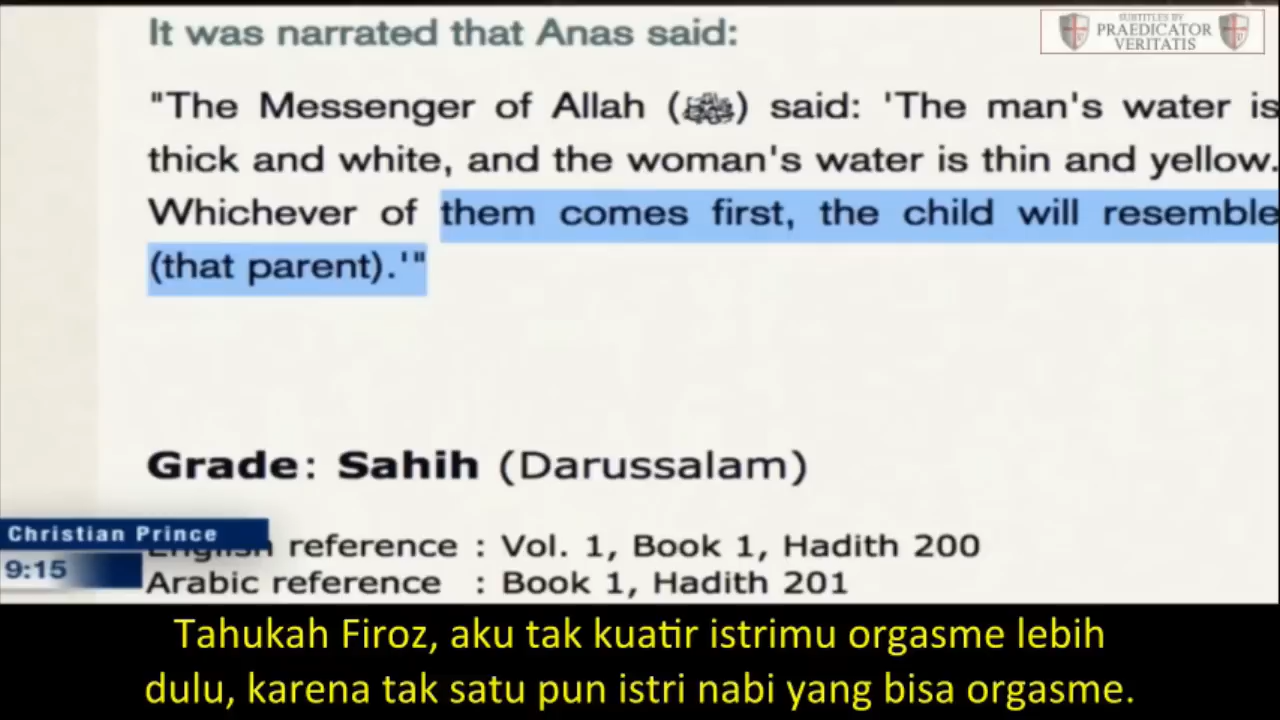 It was narrated that Anas said:
SUBTITLES BY
PRAEDICATOR
VERITATIS
"The Messenger of Allah (ﷺ) said: 'The man's water is
thick and white, and the woman's water is thin and yellow.
Whichever of them comes first, the child will resemble
(that parent).'"
Grade: Sahih (Darussalam)
Christian Prince
English reference : Vol. 1, Book 1, Hadith 200
9:15
Arabic reference : Book 1, Hadith 201
Tahukah Firoz, aku tak kuatir istrimu orgasme lebih
dulu, karena tak satu pun istri nabi yang bisa orgasme.